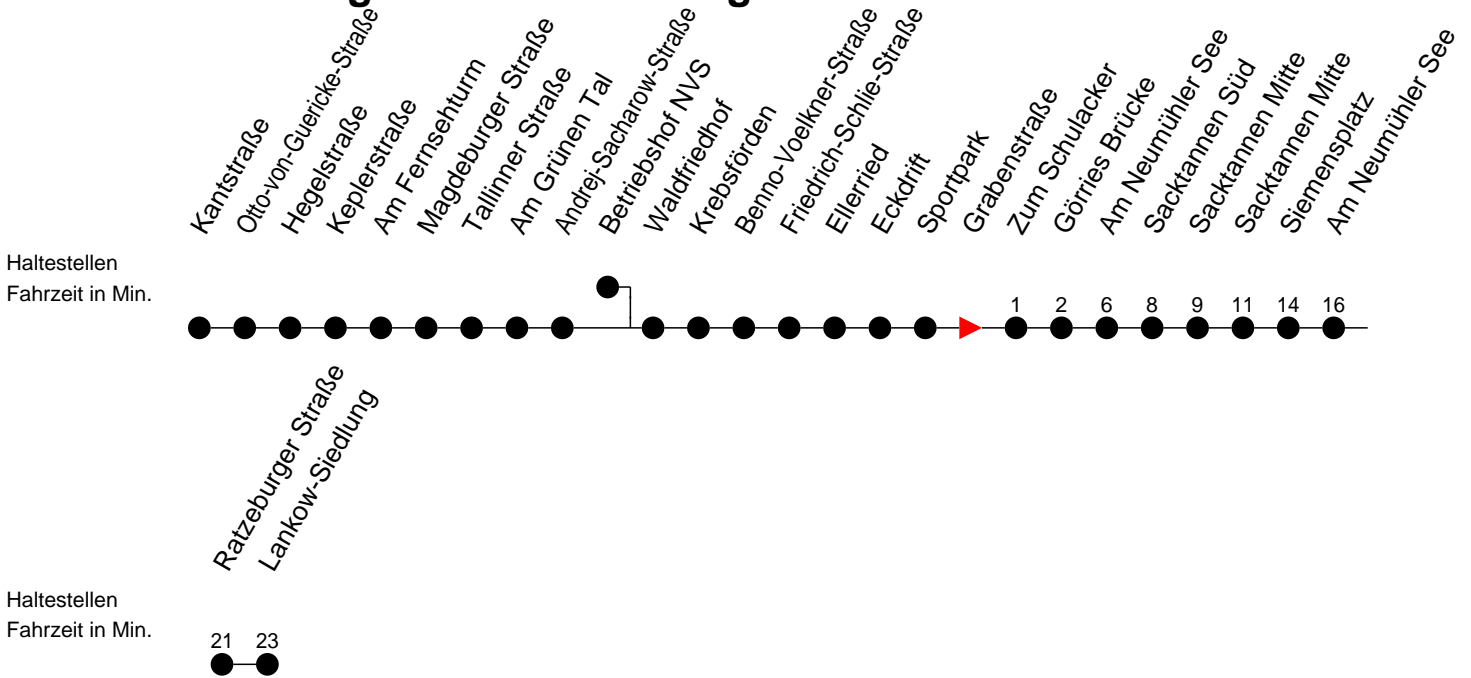 Kantstraße
Otto-von-Guericke-Straße
Hegelstraße
Keplerstraße
Am Fernsehturm
Magdeburger Straße
Tallinner Straße
Am Grünen Tal
Andrej-Sacharow-Straße
Betriebshof NVS
Waldfriedhof
Krebsförden
Benno-Voelkner-Straße
Friedrich-Schlie-Straße
Ellerried
Eckdrift
Sportpark
Grabenstraße
Zum Schulacker
Görries Brücke
Am Neumühler See
Sacktannen Süd
Sacktannen Mitte
Sacktannen Mitte
Siemensplatz
Am Neumühler See
Haltestellen
Fahrzeit in Min.
1 2 6 8 9 11 14 16
Ratzeburger Straße
Lankow-Siedlung
Haltestellen
Fahrzeit in Min.
21 23